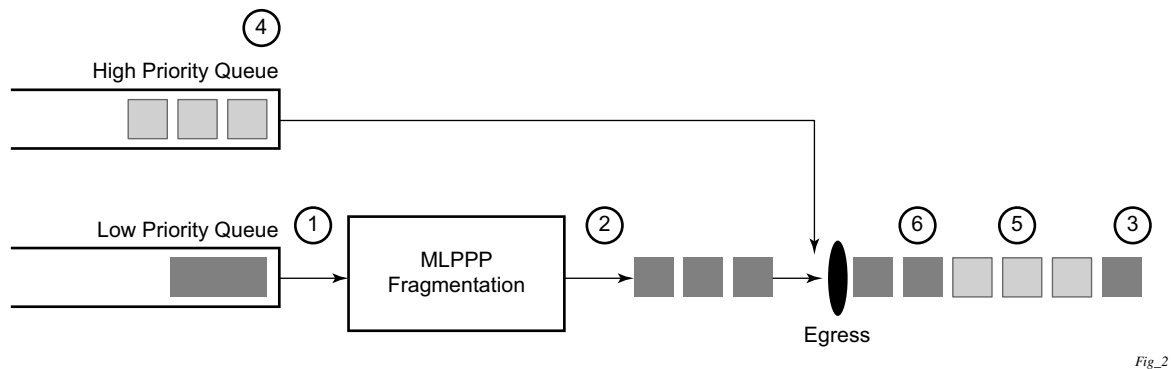 4
High Priority Queue
Low Priority Queue
1
MLPPP
Fragmentation
2
6
5
3
Egress
Fig_2